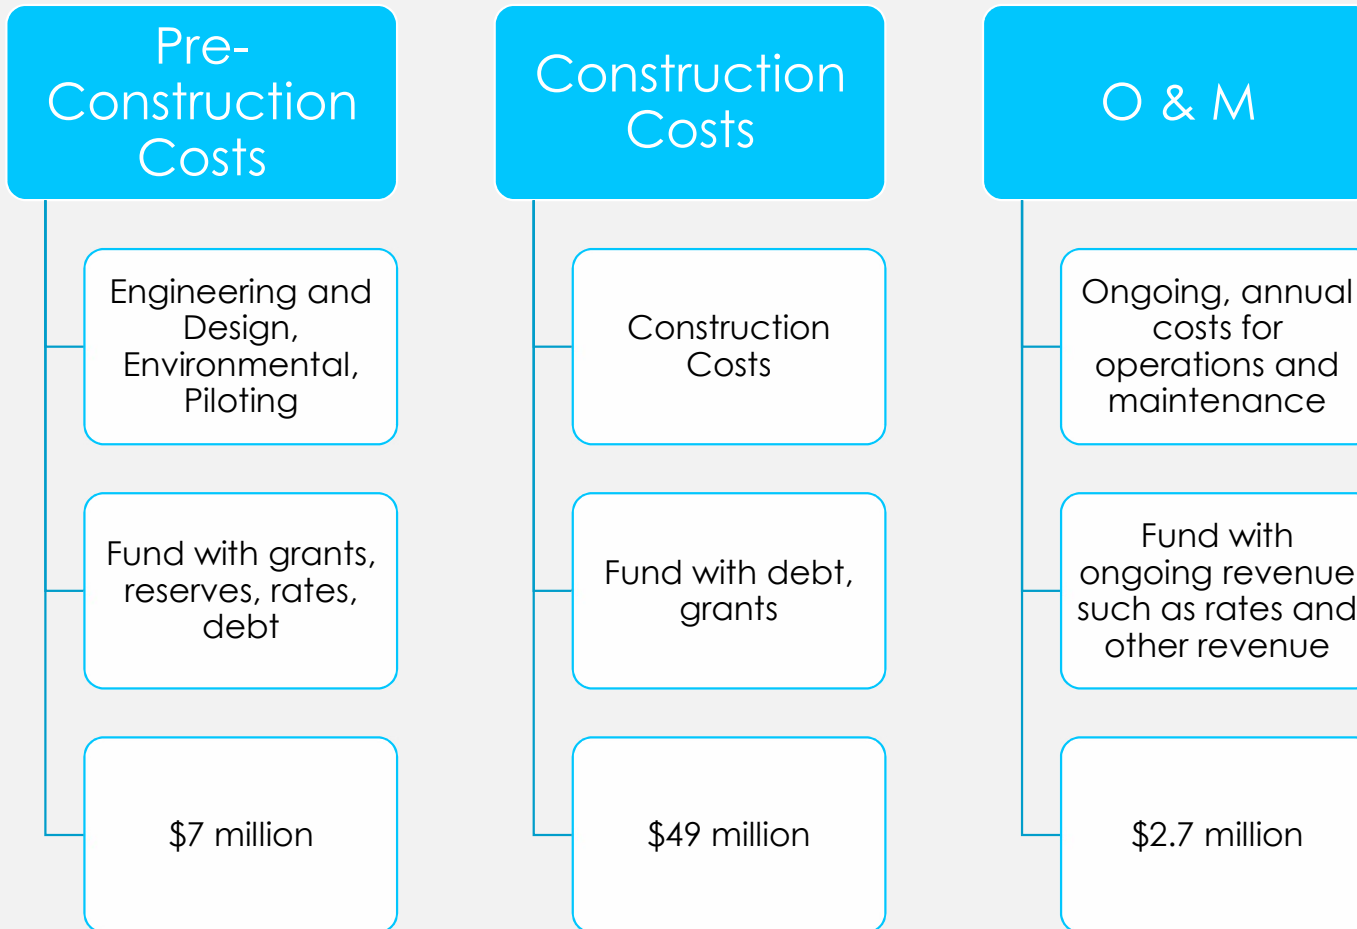 Pre-
Construction
Costs
Engineering and
Design,
Environmental,
Piloting
Fund with grants,
reserves, rates,
debt
$7 million
Construction
Costs
Construction
Costs
Fund with debt,
grants
$49 million
O & M
Ongoing, annual
costs for
operations and
maintenance
Fund with
ongoing revenue
such as rates and
other revenue
$2.7 million